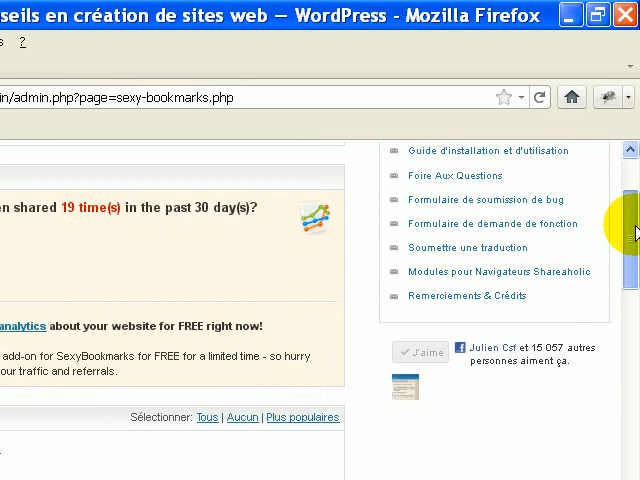 seils en création de sites web — WordPress - Mozilla Firefox
s ?
in/admin.php?page=sexy-bookmarks.php
Guide d'installation et d'utilisation
Foire Aux Questions
en shared 19 time(s) in the past 30 day(s)?
Formulaire de soumission de bug
Formulaire de demande de fonction
Soumettre une traduction
Modules pour Navigateurs Shareaholic
Remerciements & Crédits
analytics about your website for FREE right now!
J'aime
Julien Csf et 15 057 autres
personnes aiment ça.
add-on for SexyBookmarks for FREE for a limited time - so hurry
our traffic and referrals.
Sélectionner: Tous | Aucun | Plus populaires